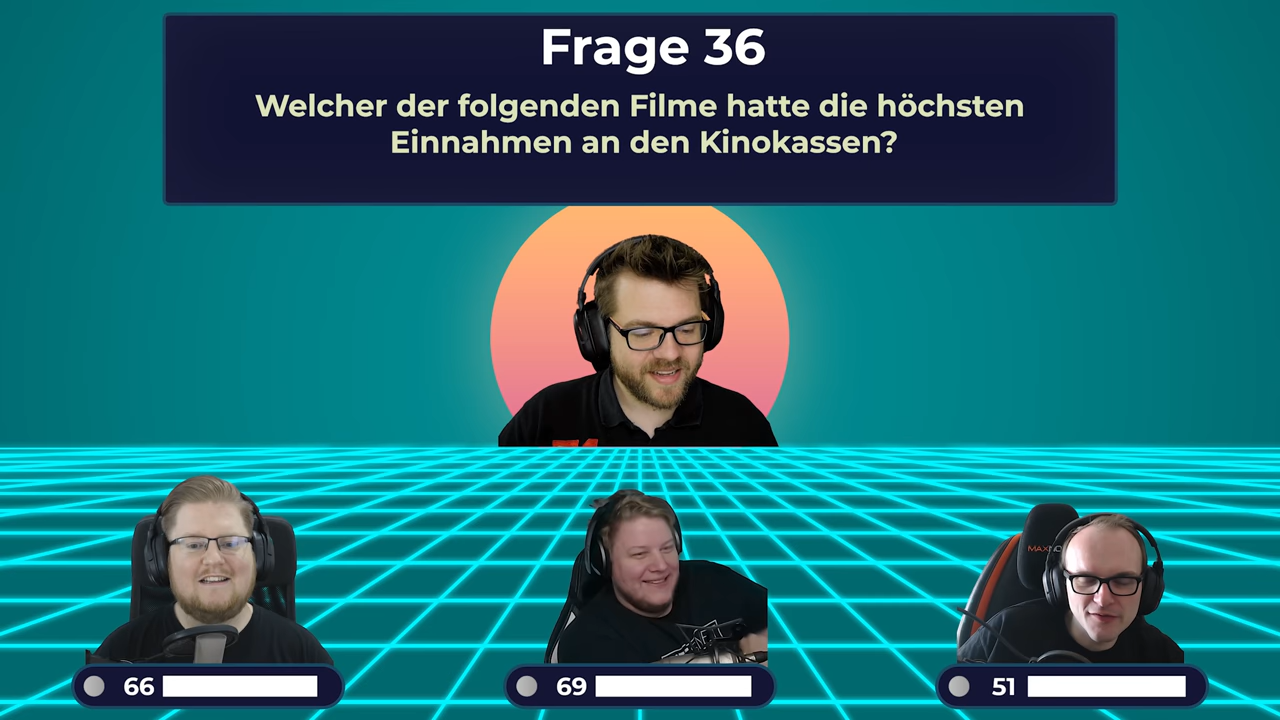 Frage 36
Welcher der folgenden Filme hatte die höchsten
Einnahmen an den Kinokassen?
66
69
51